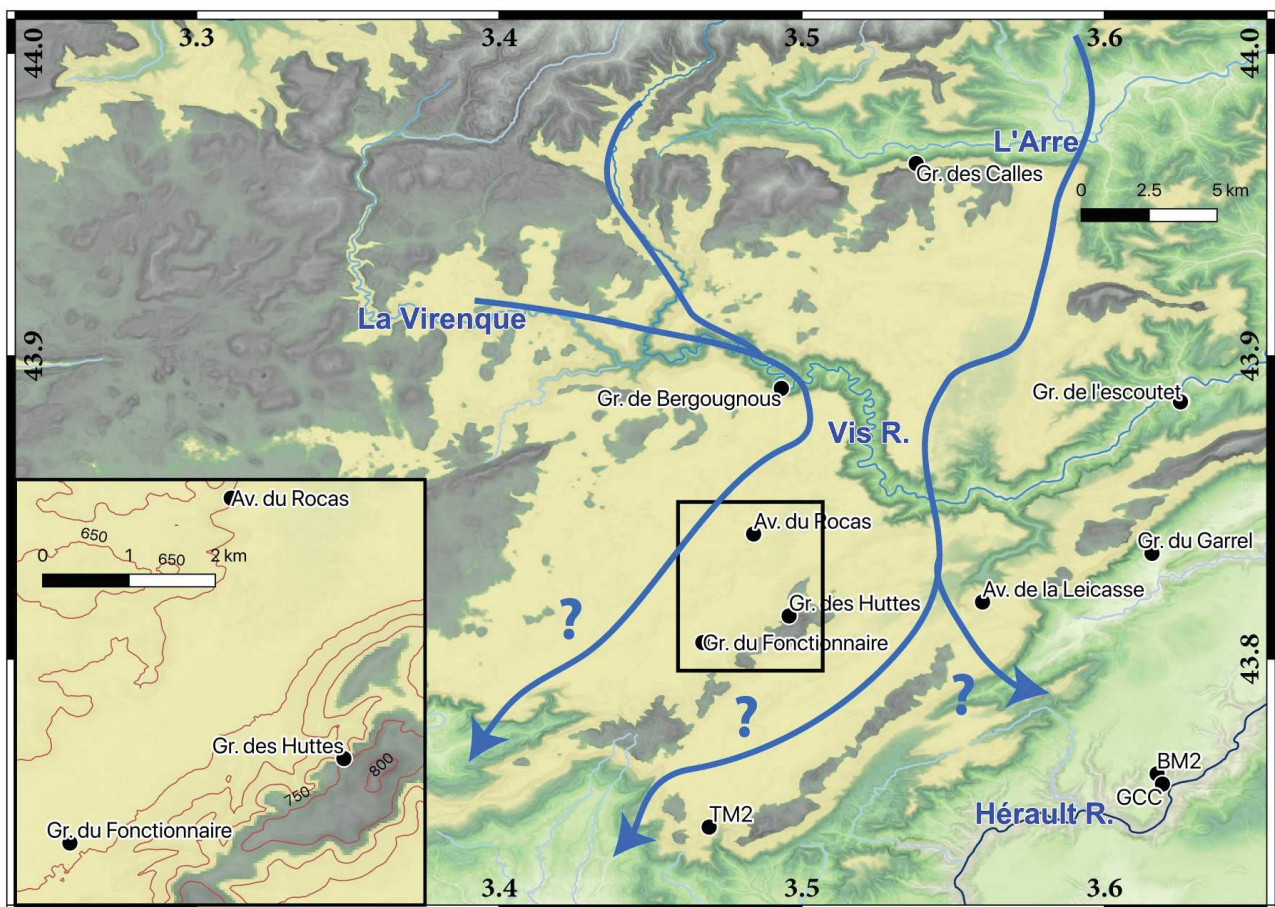 3.3
3.4
3.5
3.6
44.0
44.0
L'Arre
Gr. des Calles
0 2.5 5 km
La Virenque
43.9
43.9
Gr. de Bergougnous
Gr. de l'escoutet
Vis R.
Av. du Rocas
650
0 1 650 2 km
Av. du Rocas
Gr. du Garrel
Av. de la Leicasse
?
Gr. des Huttes
Gr. du Fonctionnaire
43.8
?
?
Gr. des Huttes
800
750
BM2
GCC
Hérault R.
TM2
Gr. du Fonctionnaire
3.4
3.5
3.6